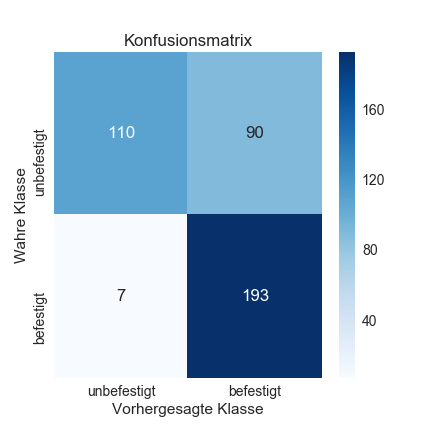 Konfusionsmatrix
Wahre Klasse
unbefestigt
110
90
befestigt
7
193
unbefestigt
befestigt
Vorhergesagte Klasse
160
120
80
40